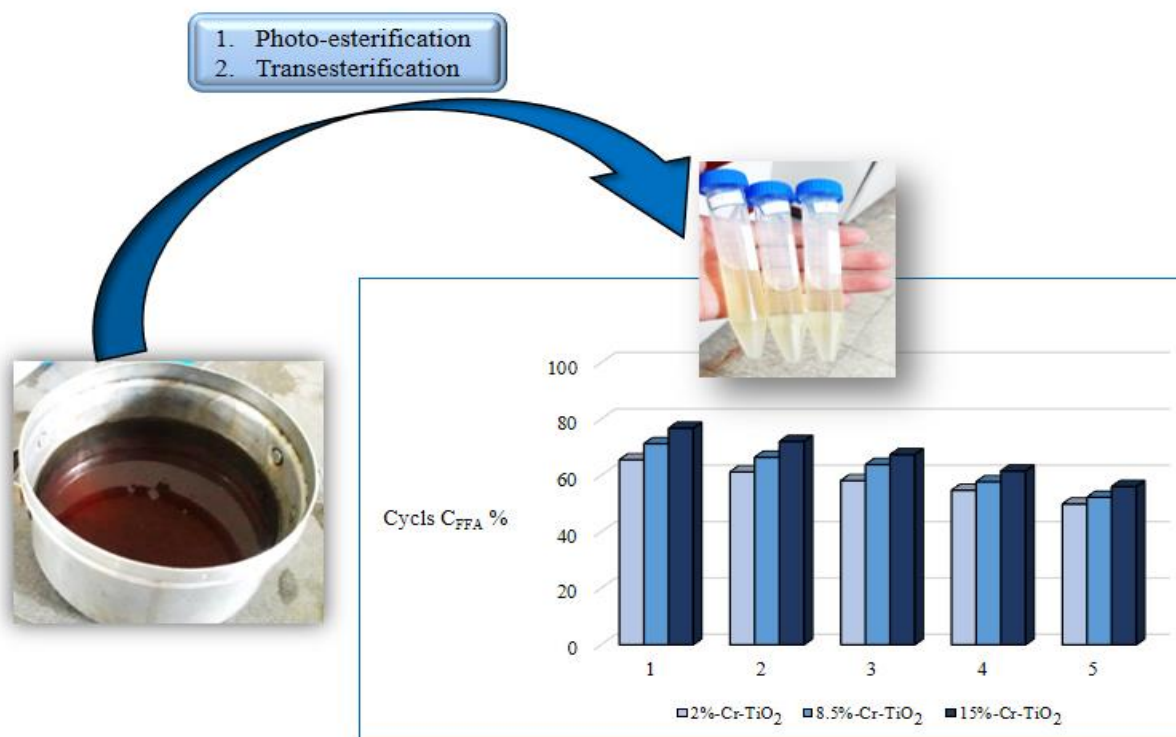 1. Photo-esterification
2. Transesterification
100
80
60
40
20
0
Cycls C_FFA %
1 2 3 4 5
2%-Cr-TiO₂ 8.5%-Cr-TiO₂ 15%-Cr-TiO₂